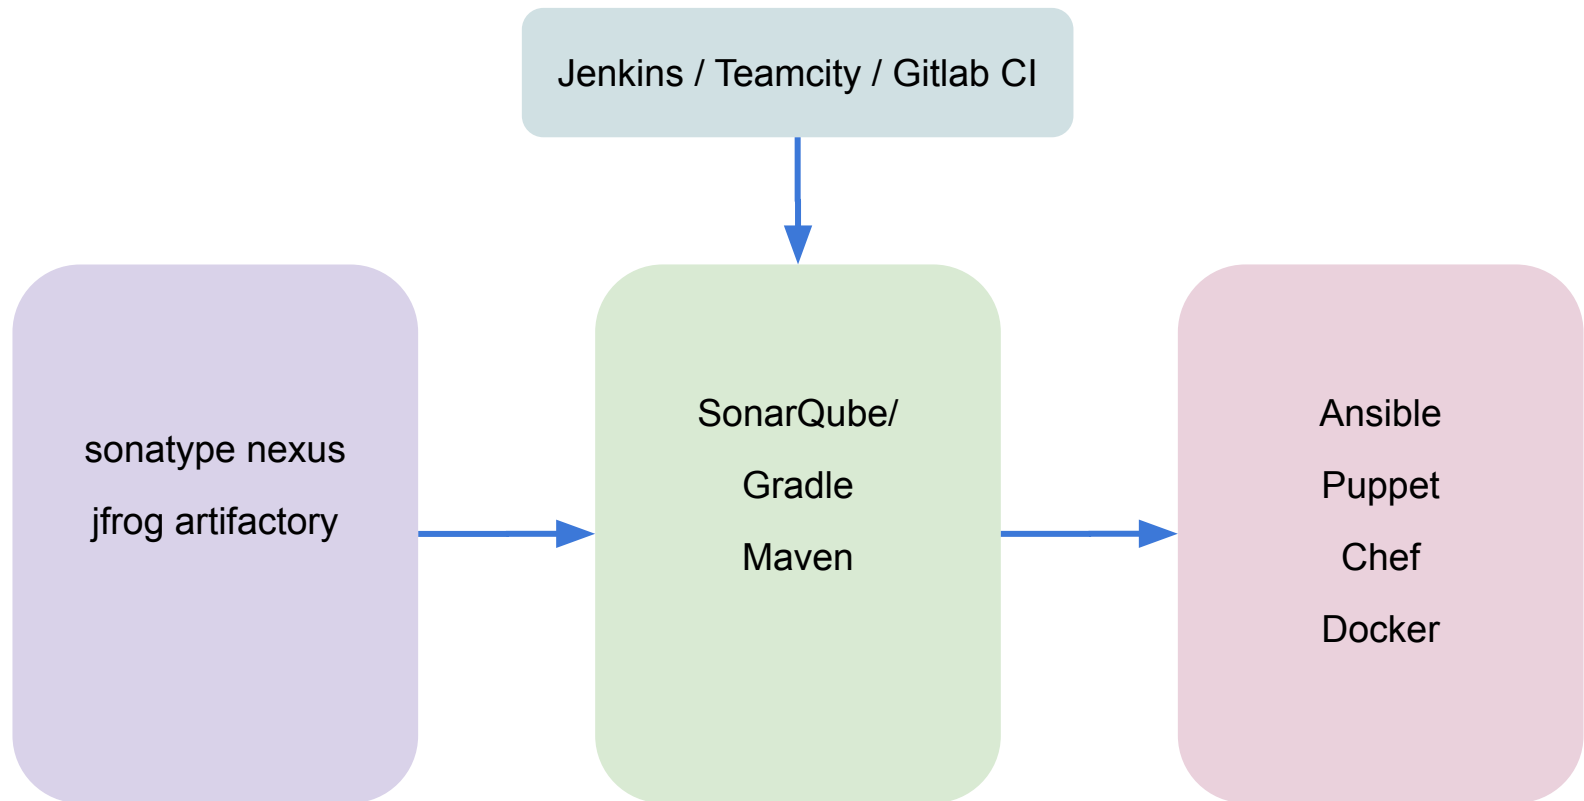 Jenkins / Teamcity / Gitlab CI
sonatype nexus
jfrog artifactory
SonarQube/
Gradle
Maven
Ansible
Puppet
Chef
Docker